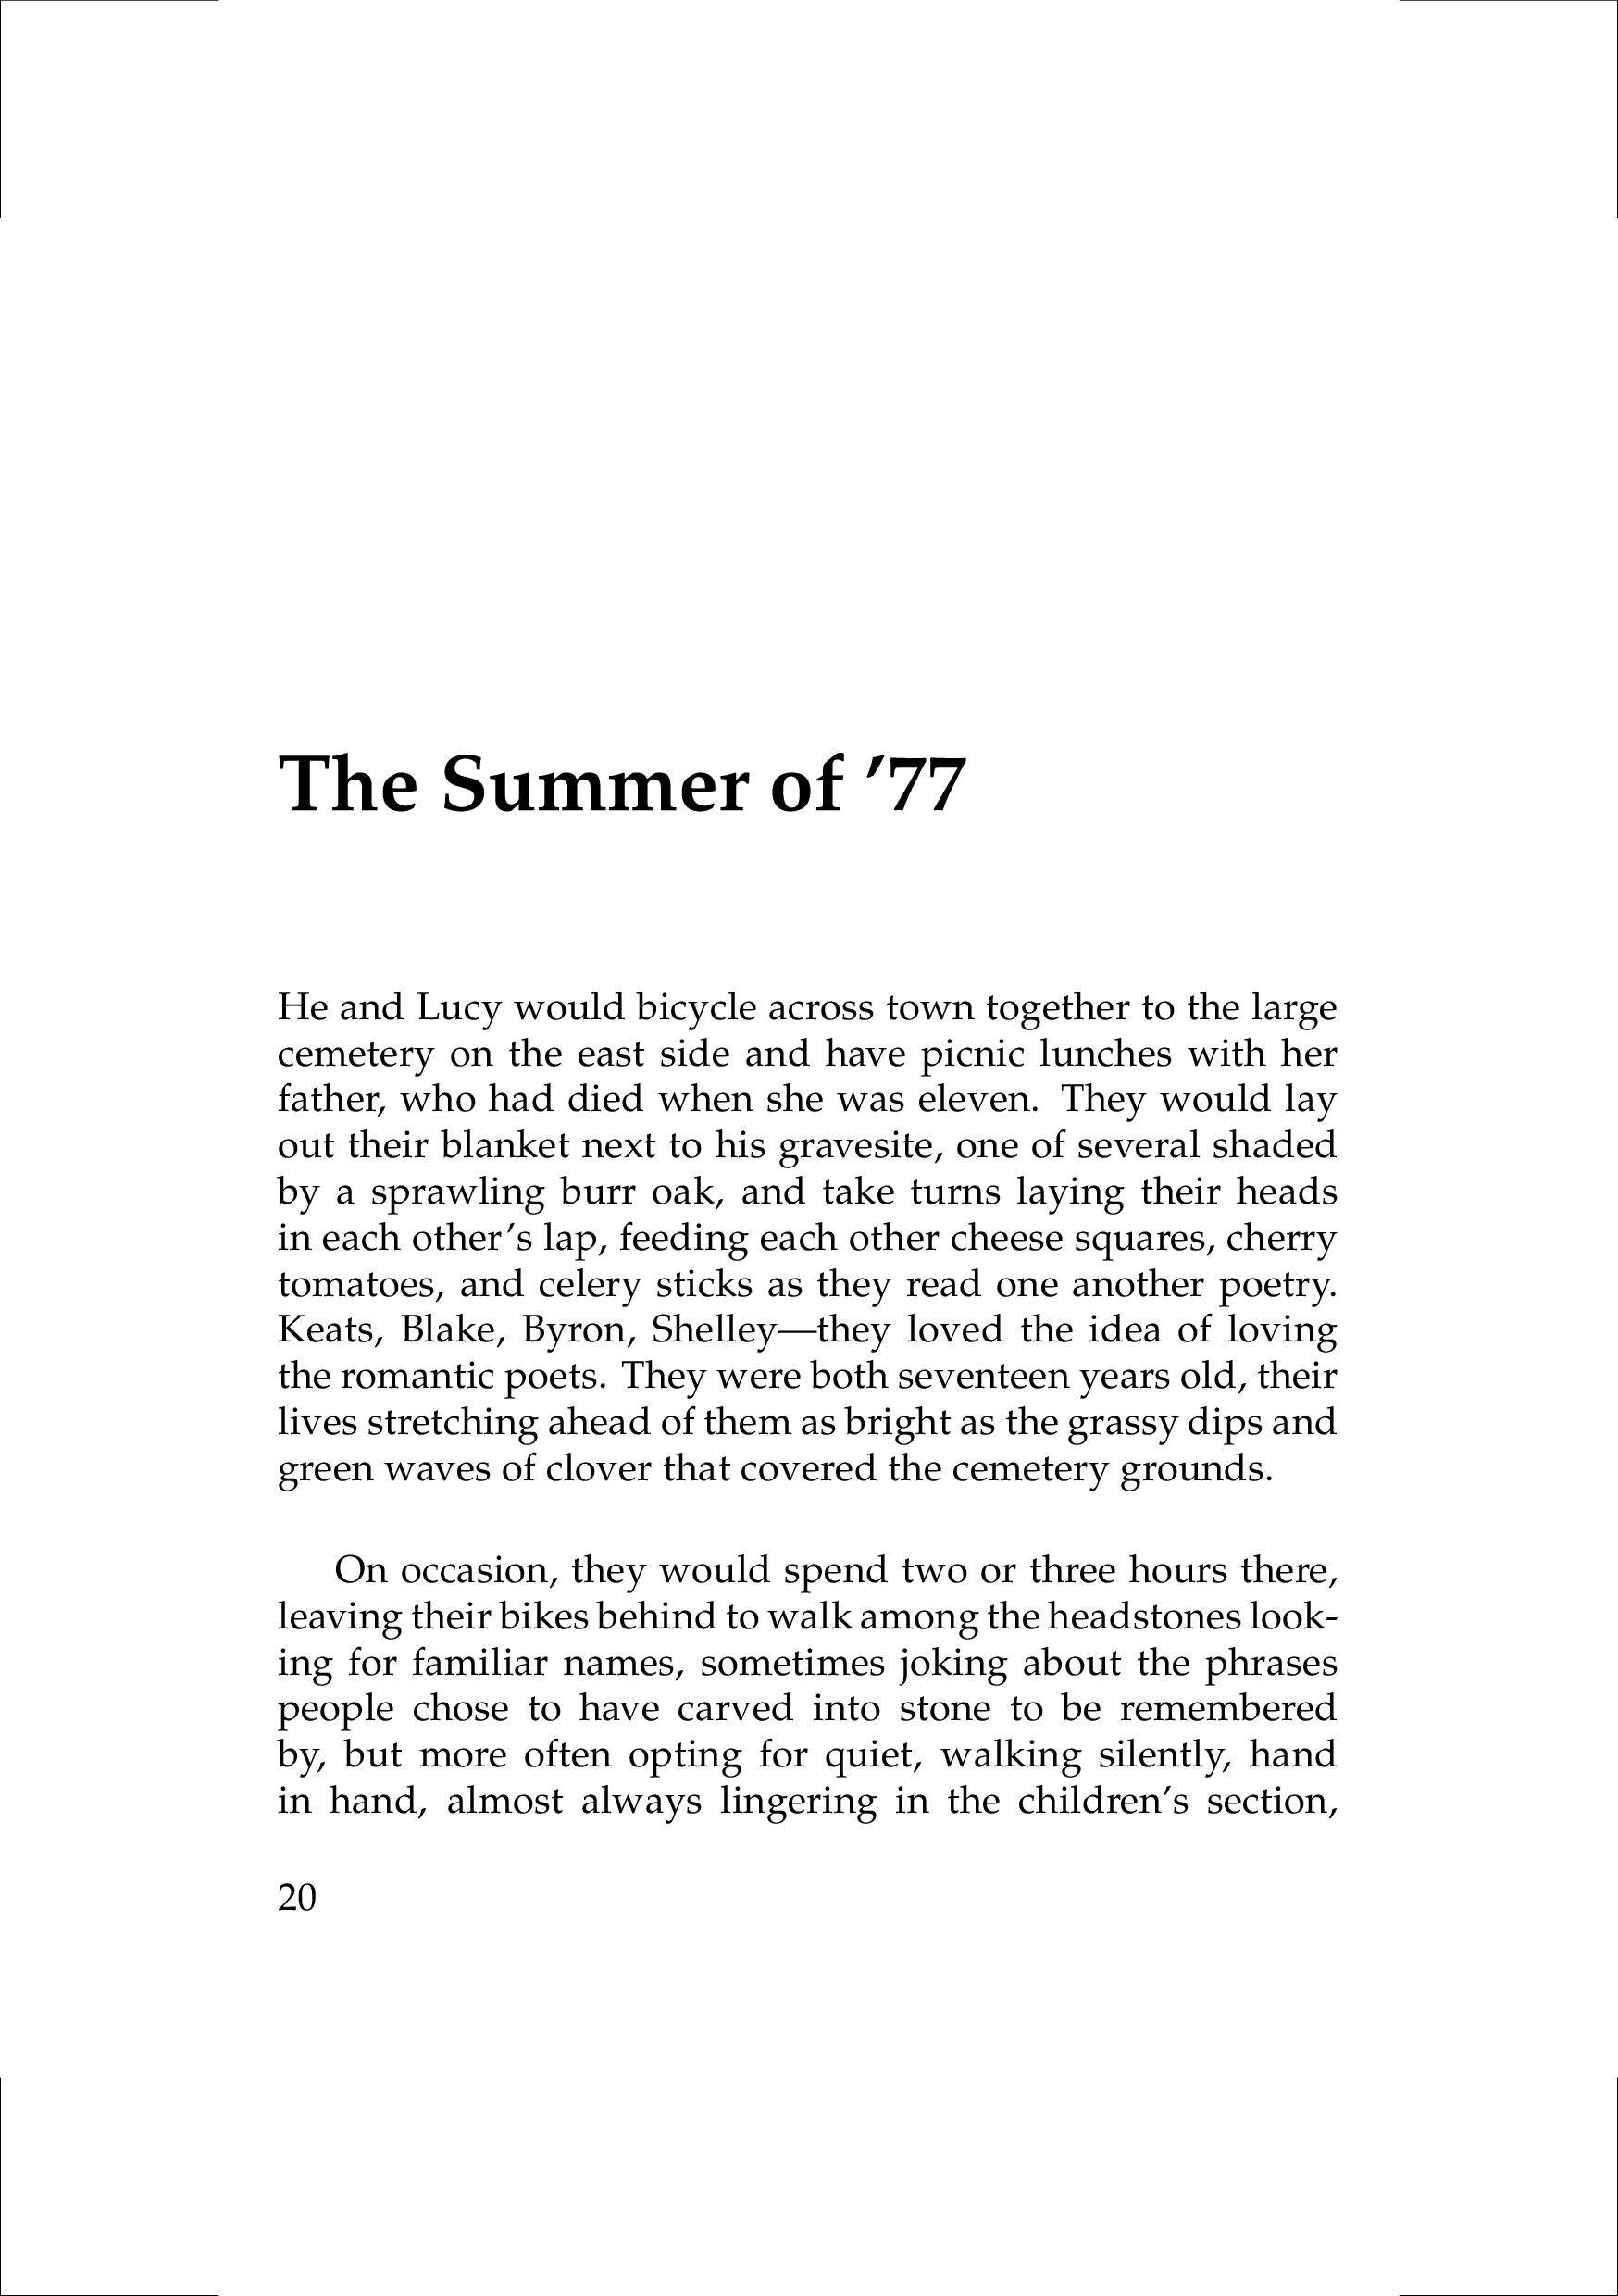 The Summer of ’77
He and Lucy would bicycle across town together to the large
cemetery on the east side and have picnic lunches with her
father, who had died when she was eleven. They would lay
out their blanket next to his gravesite, one of several shaded
by a sprawling burr oak, and take turns laying their heads
in each other’s lap, feeding each other cheese squares, cherry
tomatoes, and celery sticks as they read one another poetry.
Keats, Blake, Byron, Shelley—they loved the idea of loving
the romantic poets. They were both seventeen years old, their
lives stretching ahead of them as bright as the grassy dips and
green waves of clover that covered the cemetery grounds.
On occasion, they would spend two or three hours there,
leaving their bikes behind to walk among the headstones look-
ing for familiar names, sometimes joking about the phrases
people chose to have carved into stone to be remembered
by, but more often opting for quiet, walking silently, hand
in hand, almost always lingering in the children’s section,
20